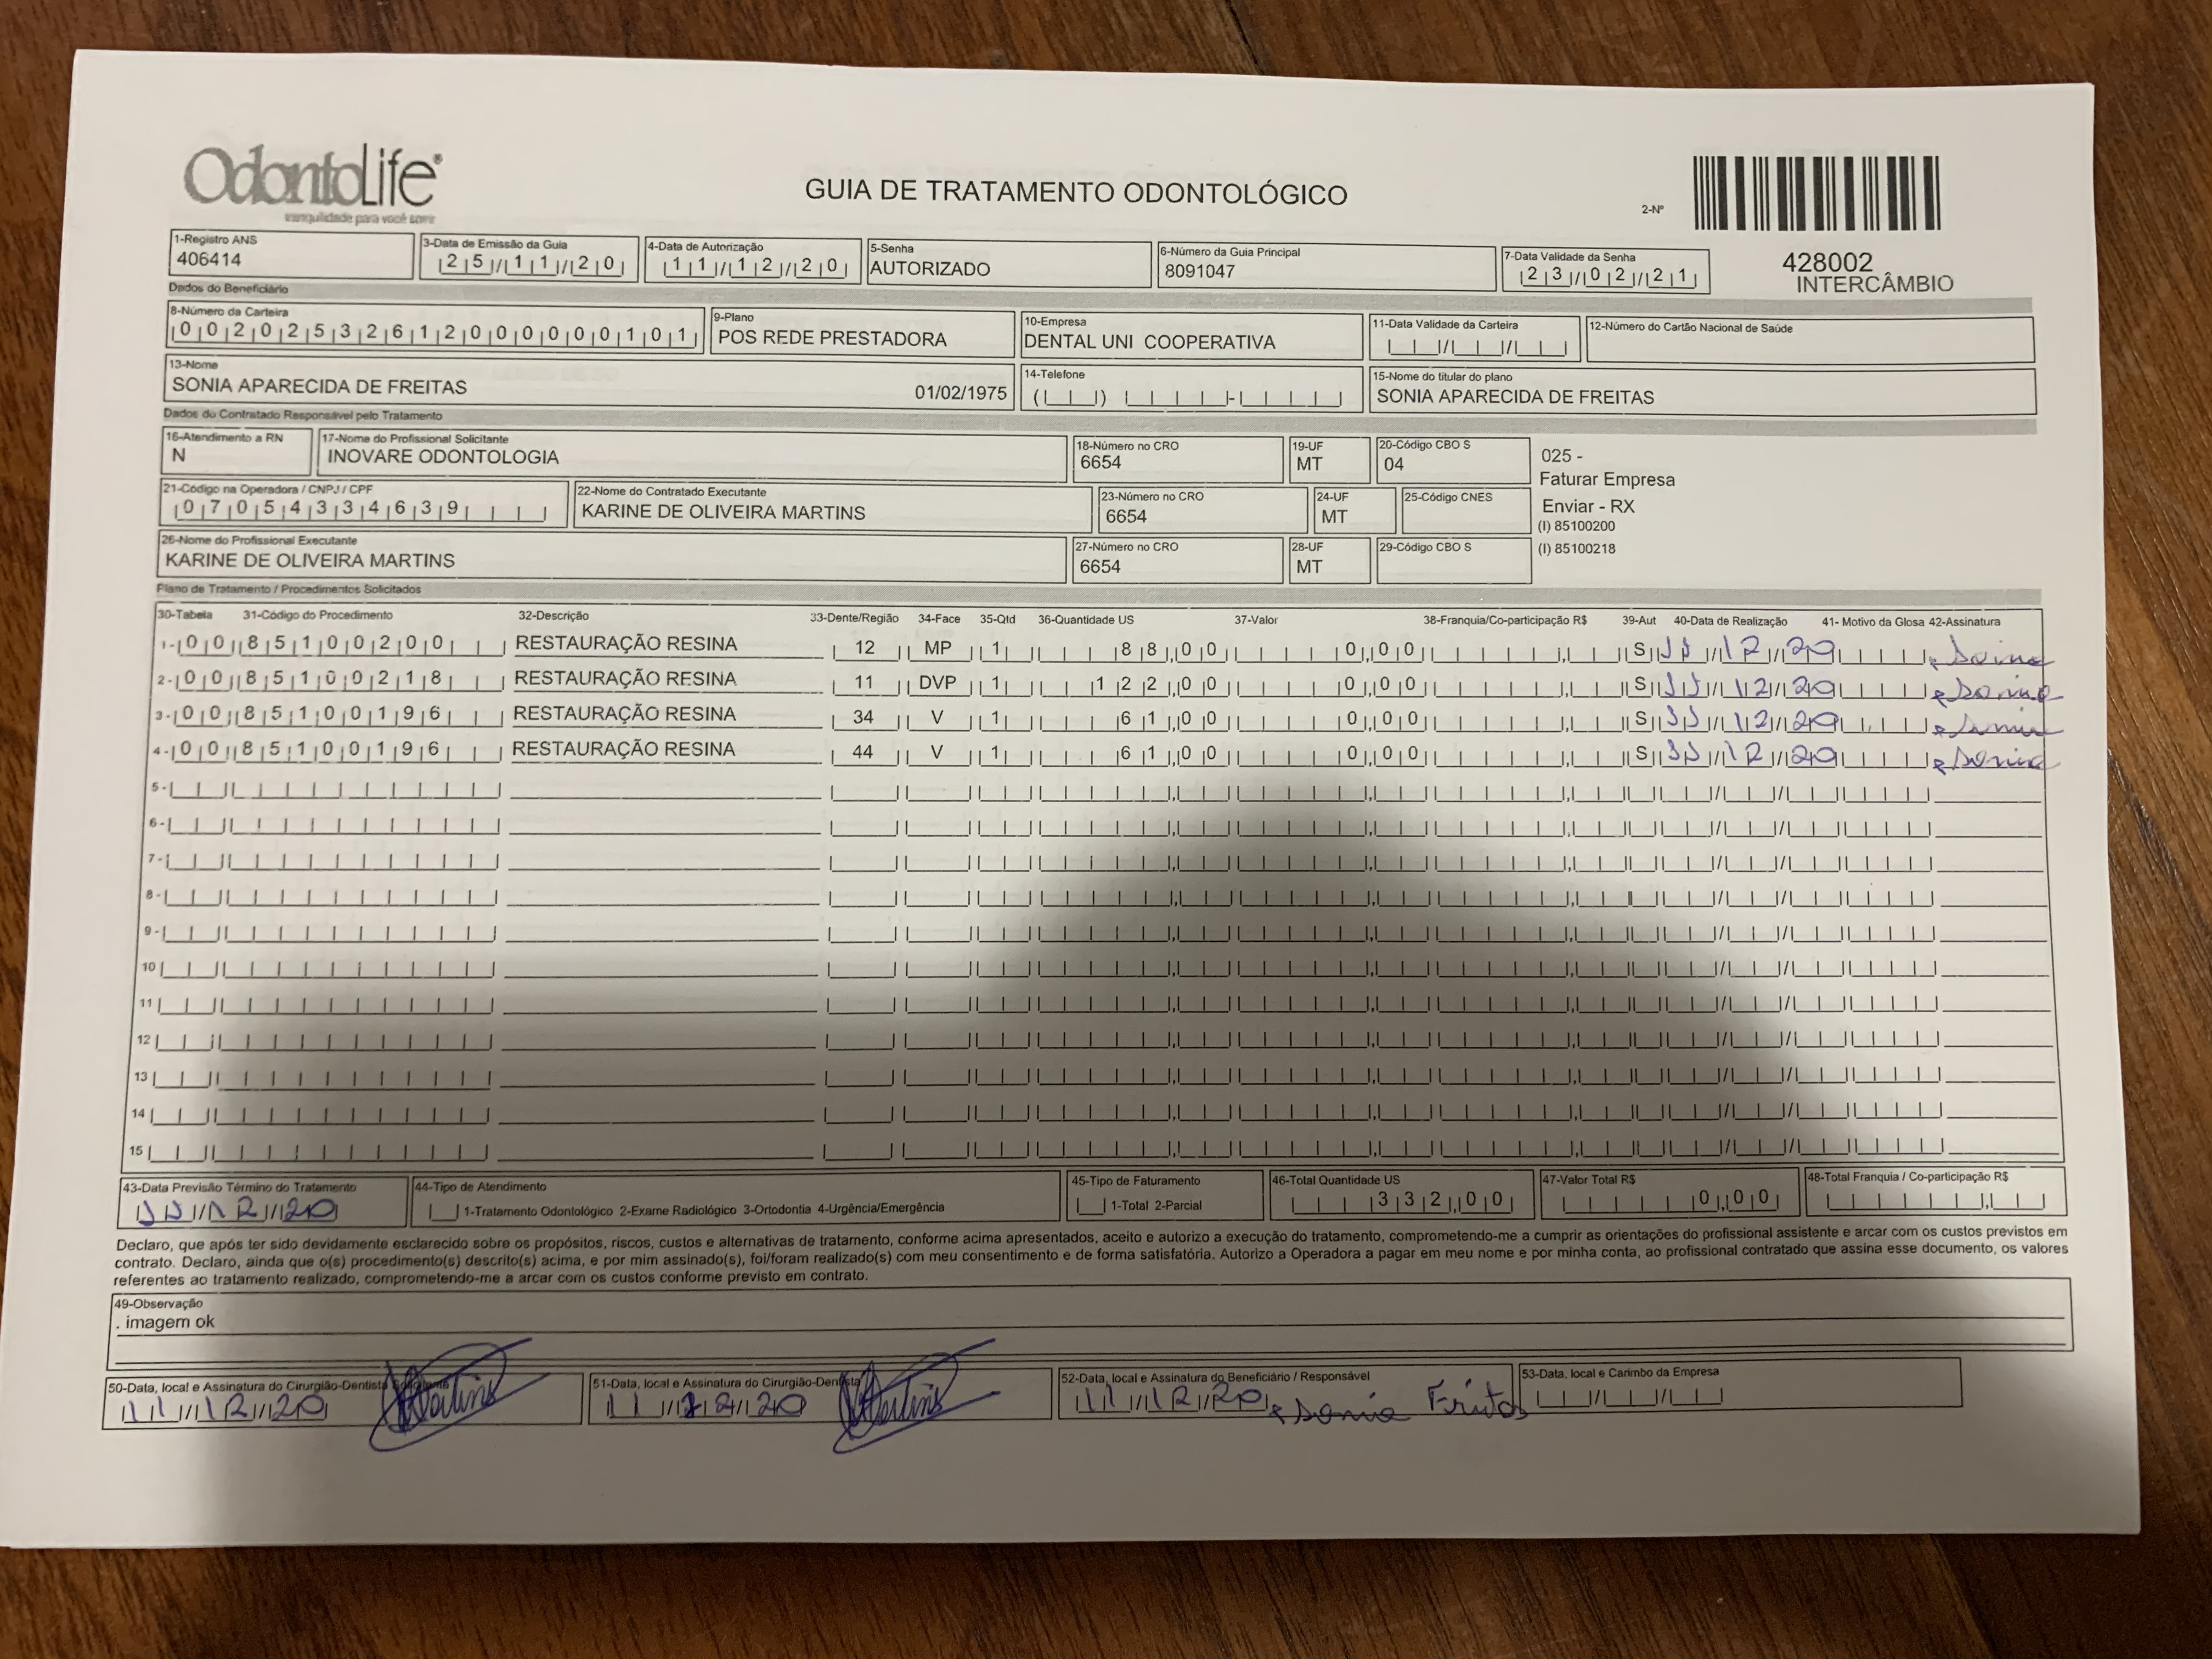 OdontoLife®
tranquilidade para você sorrir
GUIA DE TRATAMENTO ODONTOLÓGICO
2-Nº
428002
INTERCÂMBIO
1-Registro ANS
406414
3-Data de Emissão da Guia
25/11/20
4-Data de Autorização
11/12/20
5-Senha
AUTORIZADO
6-Número da Guia Principal
8091047
7-Data Validade da Senha
23/02/21
Dados do Beneficiário
8-Número da Carteira
00202532612000000101
9-Plano
POS REDE PRESTADORA
10-Empresa
DENTAL UNI COOPERATIVA
11-Data Validade da Carteira
12-Número do Cartão Nacional de Saúde
13-Nome
SONIA APARECIDA DE FREITAS 01/02/1975
14-Telefone
15-Nome do titular do plano
SONIA APARECIDA DE FREITAS
Dados do Contratado Responsável pelo Tratamento
16-Atendimento a RN
N
17-Nome do Profissional Solicitante
INOVARE ODONTOLOGIA
18-Número no CRO
6654
19-UF
MT
20-Código CBO S
04
025 -
Faturar Empresa
Enviar - RX
(I) 85100200
(I) 85100218
21-Código na Operadora / CNPJ / CPF
07054334639
22-Nome do Contratado Executante
KARINE DE OLIVEIRA MARTINS
23-Número no CRO
6654
24-UF
MT
25-Código CNES
26-Nome do Profissional Executante
KARINE DE OLIVEIRA MARTINS
27-Número no CRO
6654
28-UF
MT
29-Código CBO S
Plano de Tratamento / Procedimentos Solicitados
30-Tabela 31-Código do Procedimento 32-Descrição 33-Dente/Região 34-Face 35-Qtd 36-Quantidade US 37-Valor 38-Franquia/Co-participação R$ 39-Aut 40-Data de Realização 41- Motivo da Glosa 42-Assinatura
1- 00 85100200 RESTAURAÇÃO RESINA 12 MP 1 88,00 0,00 S 11/12/20 Sonia
2- 00 85100218 RESTAURAÇÃO RESINA 11 DVP 1 122,00 0,00 S 11/12/20 Sonia
3- 00 85100196 RESTAURAÇÃO RESINA 34 V 1 61,00 0,00 S 11/12/20 Sonia
4- 00 85100196 RESTAURAÇÃO RESINA 44 V 1 61,00 0,00 S 11/12/20 Sonia
5-
6-
7-
8-
9-
10
11
12
13
14
15
43-Data Previsão Término do Tratamento
11/12/20
44-Tipo de Atendimento
1-Tratamento Odontológico 2-Exame Radiológico 3-Ortodontia 4-Urgência/Emergência
45-Tipo de Faturamento
1-Total 2-Parcial
46-Total Quantidade US
332,00
47-Valor Total R$
0,00
48-Total Franquia / Co-participação R$
Declaro, que após ter sido devidamente esclarecido sobre os propósitos, riscos, custos e alternativas de tratamento, conforme acima apresentados, aceito e autorizo a execução do tratamento, comprometendo-me a cumprir as orientações do profissional assistente e arcar com os custos previstos em
contrato. Declaro, ainda que o(s) procedimento(s) descrito(s) acima, e por mim assinado(s), foi/foram realizado(s) com meu consentimento e de forma satisfatória. Autorizo a Operadora a pagar em meu nome e por minha conta, ao profissional contratado que assina esse documento, os valores
referentes ao tratamento realizado, comprometendo-me a arcar com os custos conforme previsto em contrato.
49-Observação
. imagem ok
50-Data, local e Assinatura do Cirurgião-Dentista Solicitante
11/12/20 Martins
51-Data, local e Assinatura do Cirurgião-Dentista
11/12/20 Martins
52-Data, local e Assinatura do Beneficiário / Responsável
11/12/20 Sonia Freitas
53-Data, local e Carimbo da Empresa